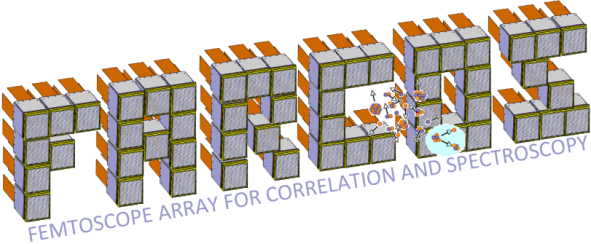 FARCOS
FEMTOSCOPE ARRAY FOR CORRELATION AND SPECTROSCOPY